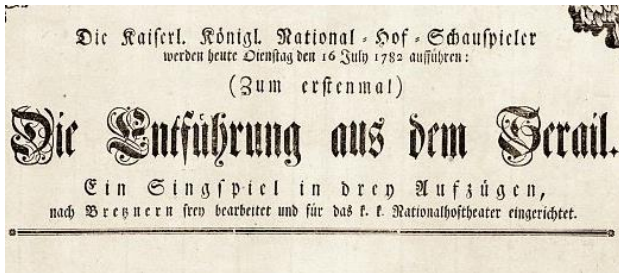 Die Kaiserl. Königl. National-Hof-Schauspieler
werden heute Dienstag den 16 July 1782 aufführen:
(Zum erstenmal)
Die Entführung aus dem Serail.
Ein Singspiel in drey Aufzügen,
nach Bretznern frey bearbeitet und für das k. k. Nationalhoftheater eingerichtet.